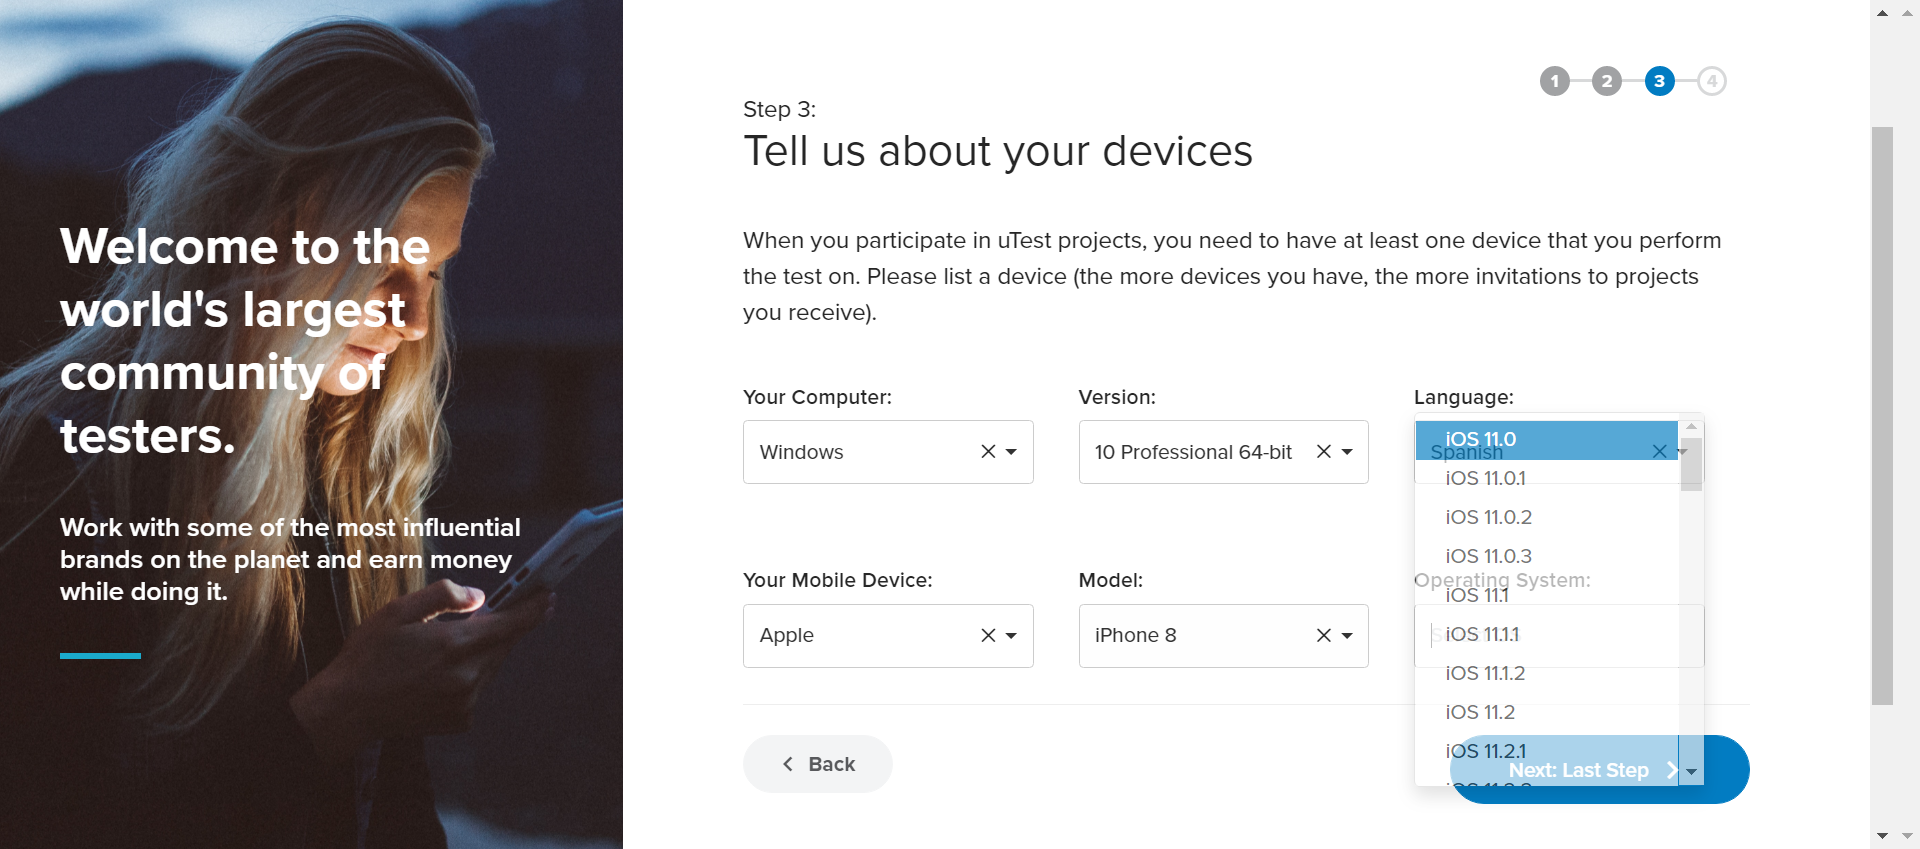 Welcome to the
world's largest
community of
testers.
Work with some of the most influential
brands on the planet and earn money
while doing it.
1 2 3 4
Step 3:
Tell us about your devices
When you participate in uTest projects, you need to have at least one device that you perform
the test on. Please list a device (the more devices you have, the more invitations to projects
you receive).
Your Computer:
Windows
Version:
10 Professional 64-bit
Language:
Spanish
Your Mobile Device:
Apple
Model:
iPhone 8
Operating System:
iOS 11.0
iOS 11.0.1
iOS 11.0.2
iOS 11.0.3
iOS 11.1
iOS 11.1.1
iOS 11.1.2
iOS 11.2
iOS 11.2.1
Back
Next: Last Step